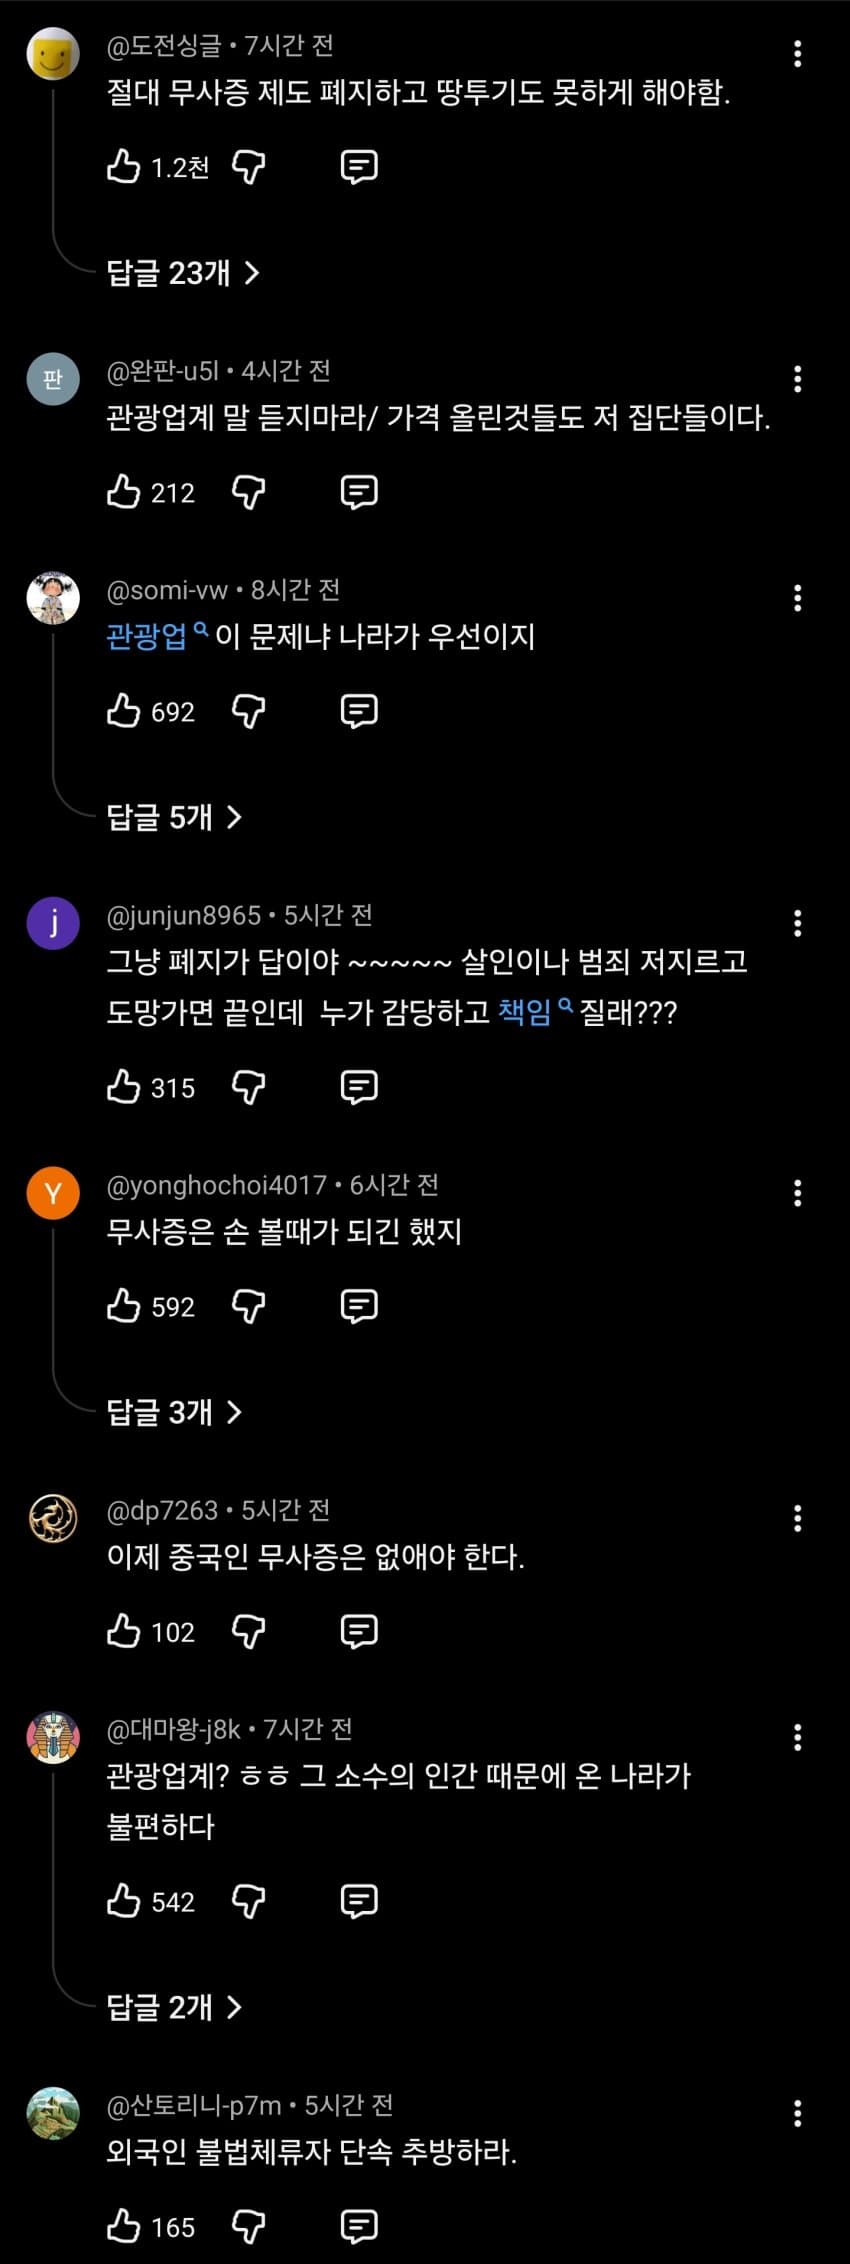 @도전싱글 • 7시간 전
절대 무사증 제도 폐지하고 땅투기도 못하게 해야함.
1.2천
답글 23개
판
@완판-u5l • 4시간 전
관광업계 말 듣지마라/ 가격 올린것들도 저 집단들이다.
212
@somi-vw • 8시간 전
관광업이 문제냐 나라가 우선이지
692
답글 5개
j
@junjun8965 • 5시간 전
그냥 폐지가 답이야 ~~~~~ 살인이나 범죄 저지르고
도망가면 끝인데  누가 감당하고 책임질래???
315
Y
@yonghochoi4017 • 6시간 전
무사증은 손 볼때가 되긴 했지
592
답글 3개
@dp7263 • 5시간 전
이제 중국인 무사증은 없애야 한다.
102
@대마왕-j8k • 7시간 전
관광업계? ㅎㅎ 그 소수의 인간 때문에 온 나라가
불편하다
542
답글 2개
@산토리니-p7m • 5시간 전
외국인 불법체류자 단속 추방하라.
165